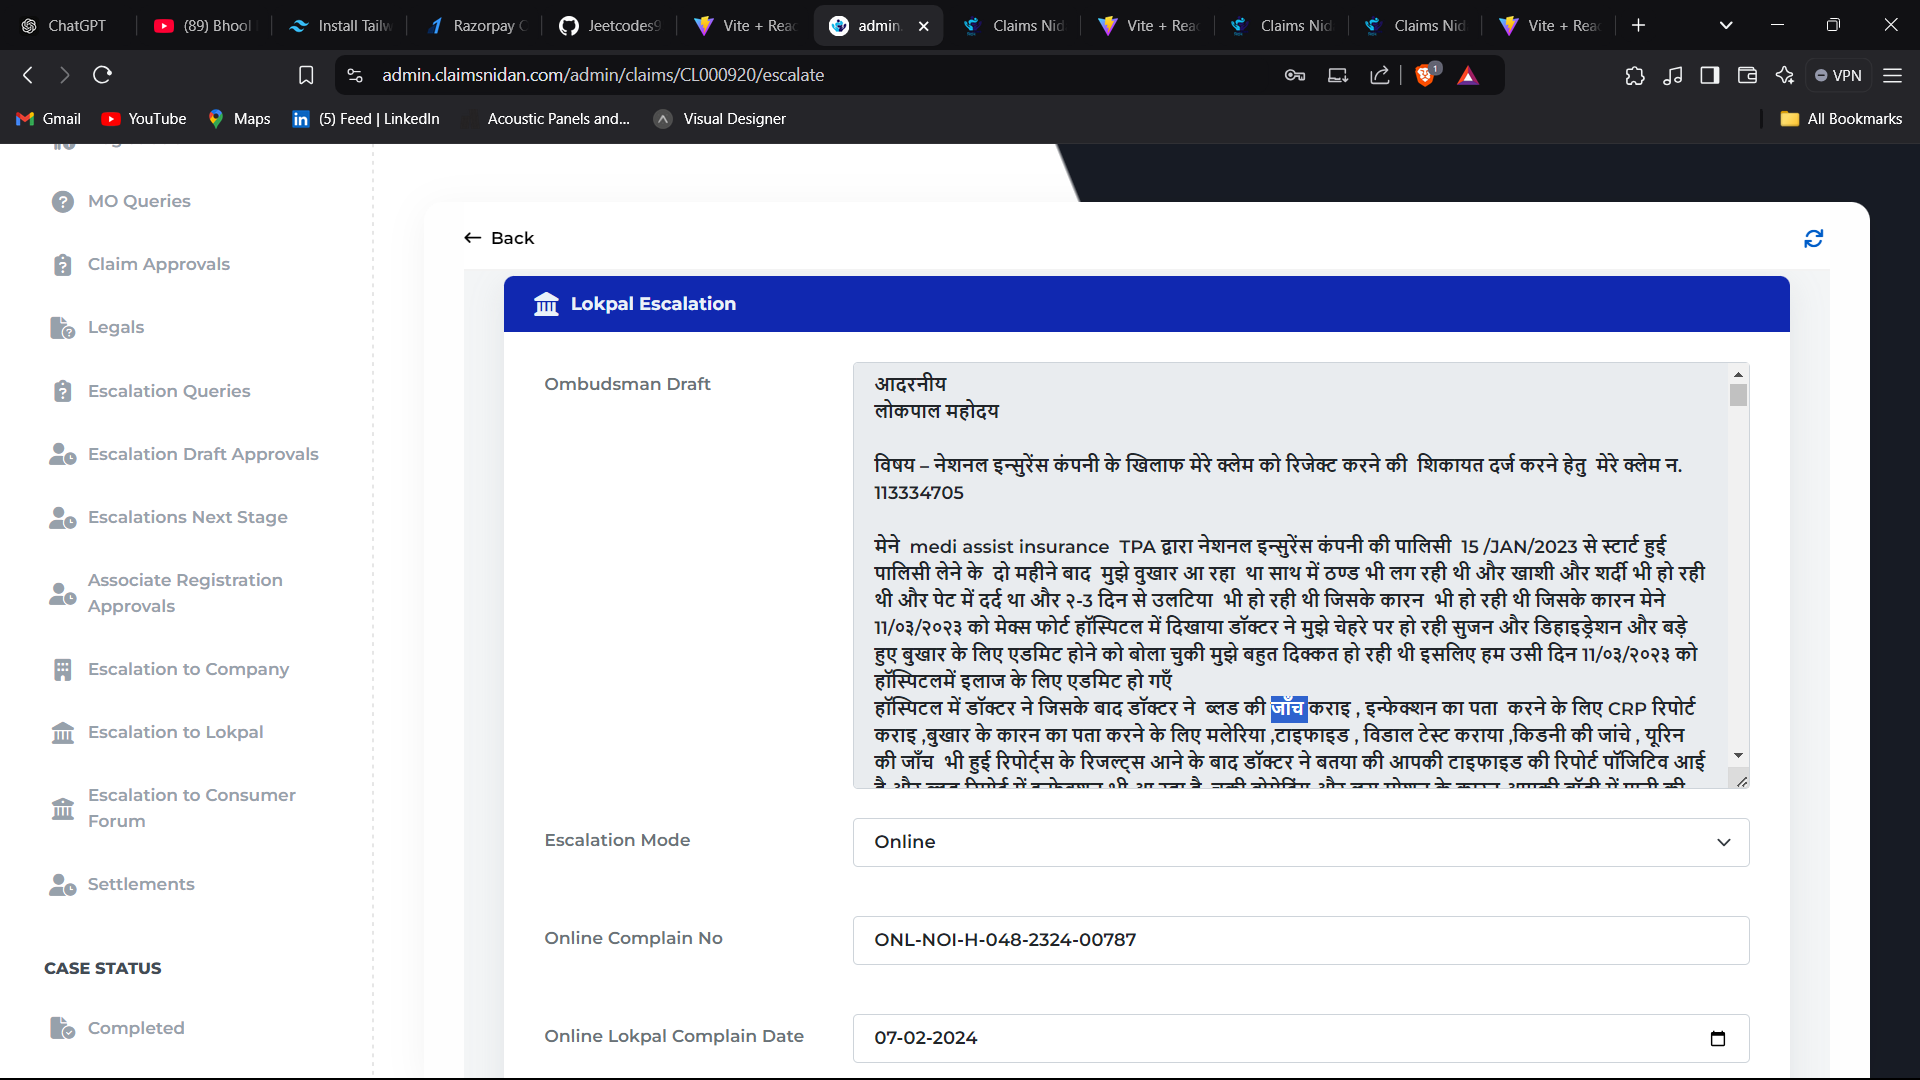 ChatGPT
(89) Bhool
Install Tailw
Razorpay C
Jeetcodes9
Vite + Rea
admin.
Claims Nid
Vite + Rea
Claims Nid
Claims Nid
Vite + Rea
admin.claimsnidan.com/admin/claims/CL000920/escalate
1
VPN
Gmail
YouTube
Maps
(5) Feed | LinkedIn
Acoustic Panels and...
Visual Designer
All Bookmarks
MO Queries
Claim Approvals
Legals
Escalation Queries
Escalation Draft Approvals
Escalations Next Stage
Associate Registration
Approvals
Escalation to Company
Escalation to Lokpal
Escalation to Consumer
Forum
Settlements
CASE STATUS
Completed
Back
Lokpal Escalation
Ombudsman Draft
आदरनीय
लोकपाल महोदय
विषय – नेशनल इन्सुरेंस कंपनी के खिलाफ मेरे क्लेम को रिजेक्ट करने की शिकायत दर्ज करने हेतु मेरे क्लेम न.
113334705
मेने medi assist insurance TPA द्वारा नेशनल इन्सुरेंस कंपनी की पालिसी 15 /JAN/2023 से स्टार्ट हुई
पालिसी लेने के दो महीने बाद मुझे वुखार आ रहा था साथ में ठण्ड भी लग रही थी और खाशी और शर्दी भी हो रही
थी और पेट में दर्द था और २-3 दिन से उलटिया भी हो रही थी जिसके कारन भी हो रही थी जिसके कारन मेने
11/०३/२०२३ को मेक्स फोर्ट हॉस्पिटल में दिखाया डॉक्टर ने मुझे चेहरे पर हो रही सुजन और डिहाइड्रेशन और बड़े
हुए बुखार के लिए एडमिट होने को बोला चुकी मुझे बहुत दिक्कत हो रही थी इसलिए हम उसी दिन 11/०३/२०२३ को
हॉस्पिटलमें इलाज के लिए एडमिट हो गएँ
हॉस्पिटल में डॉक्टर ने जिसके बाद डॉक्टर ने ब्लड की जाँच कराइ , इन्फेक्शन का पता करने के लिए CRP रिपोर्ट
कराइ ,बुखार के कारन का पता करने के लिए मलेरिया ,टाइफाइड , विडाल टेस्ट कराया ,किडनी की जांचे , यूरिन
की जाँच भी हुई रिपोर्ट्स के रिजल्ट्स आने के बाद डॉक्टर ने बतया की आपकी टाइफाइड की रिपोर्ट पॉजिटिव आई
Escalation Mode
Online
Online Complain No
ONL-NOI-H-048-2324-00787
Online Lokpal Complain Date
07-02-2024